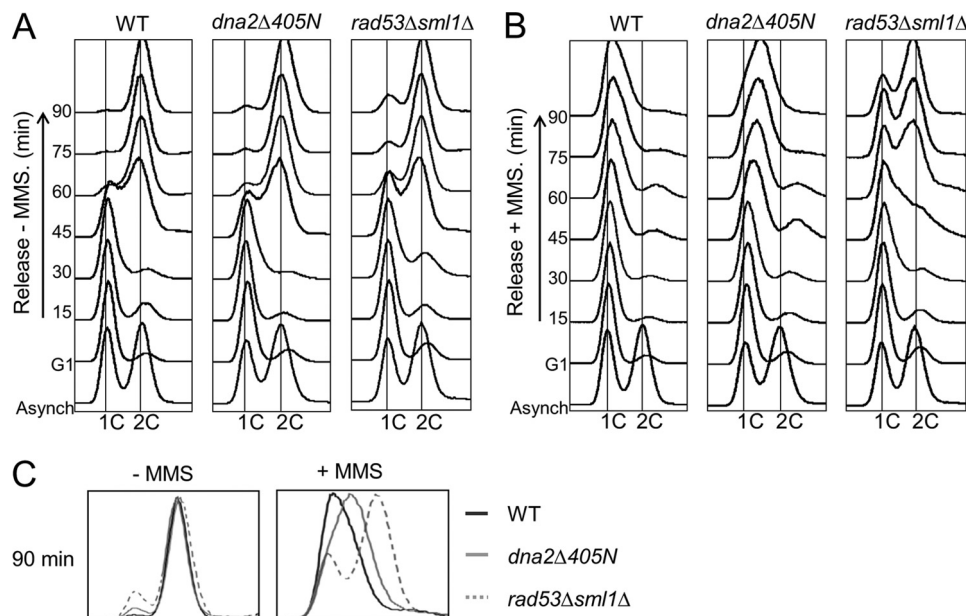 A
WT
dna2Δ405N
rad53Δsml1Δ
Release - MMS. (min)
90
75
60
45
30
15
G1
Asynch
1C 2C
1C 2C
1C 2C
B
WT
dna2Δ405N
rad53Δsml1Δ
Release + MMS. (min)
90
75
60
45
30
15
G1
Asynch
1C 2C
1C 2C
1C 2C
C
- MMS
+ MMS
90 min
WT
dna2Δ405N
rad53Δsml1Δ